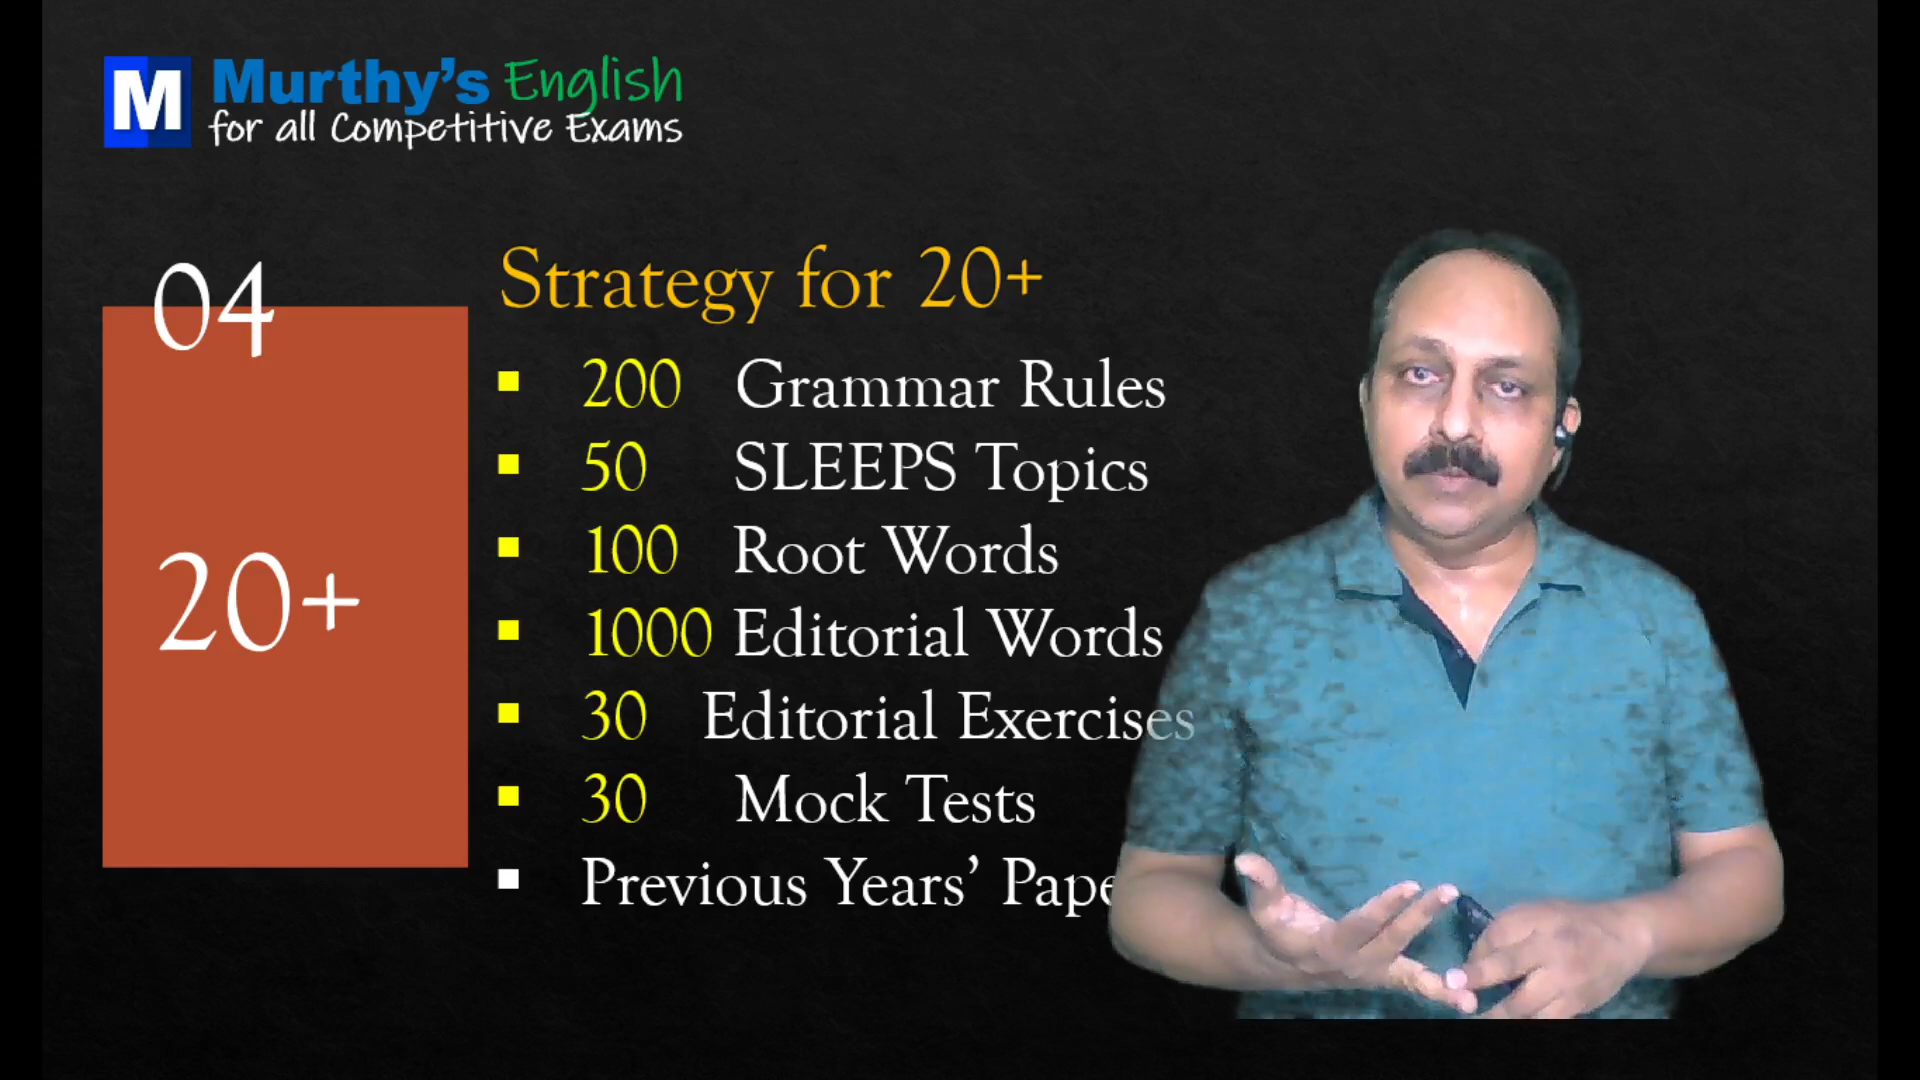 M Murthy's English
for all Competitive Exams
04
20+
Strategy for 20+
200 Grammar Rules
50 SLEEPS Topics
100 Root Words
1000 Editorial Words
30 Editorial Exercises
30 Mock Tests
Previous Years'